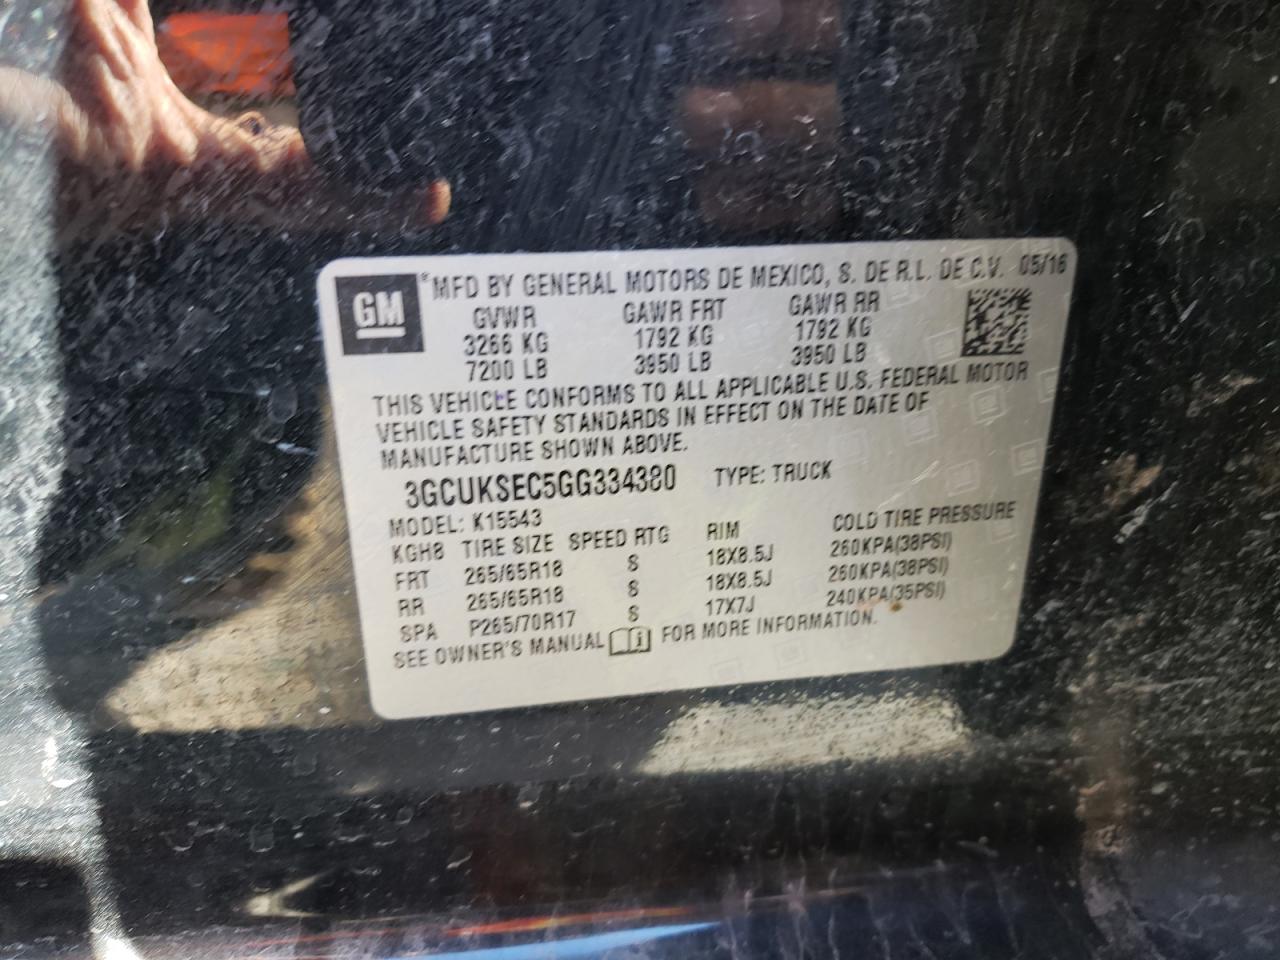 GM
*MFD BY GENERAL MOTORS DE MEXICO, S. DE R.L. DE C.V. 05/16
GVWR GAWR FRT GAWR RR
3266 KG 1792 KG 1792 KG
7200 LB 3950 LB 3950 LB
THIS VEHICLE CONFORMS TO ALL APPLICABLE U.S. FEDERAL MOTOR
VEHICLE SAFETY STANDARDS IN EFFECT ON THE DATE OF
MANUFACTURE SHOWN ABOVE.
3GCUKSEC5GG334380 TYPE: TRUCK
MODEL: K15543
KGH8 TIRE SIZE SPEED RTG RIM COLD TIRE PRESSURE
FRT 265/65R18 S 18X8.5J 260KPA(38PSI)
RR 265/65R18 S 18X8.5J 260KPA(38PSI)
SPA P265/70R17 S 17X7J 240KPA(35PSI)
SEE OWNER'S MANUAL FOR MORE INFORMATION.